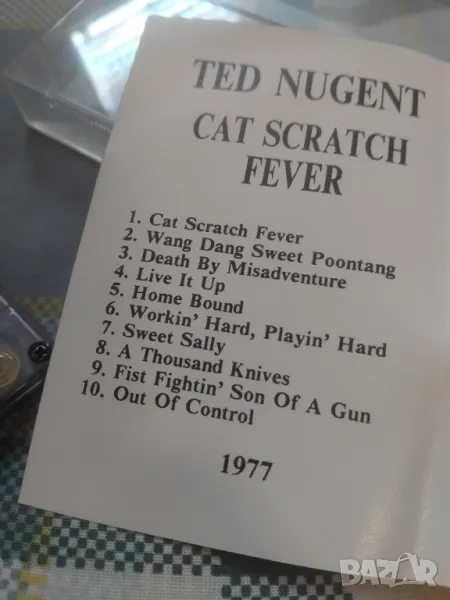 TED NUGENT
CAT SCRATCH
FEVER
1. Cat Scratch Fever
2. Wang Dang Sweet Poontang
3. Death By Misadventure
4. Live It Up
5. Home Bound
6. Workin' Hard, Playin' Hard
7. Sweet Sally
8. A Thousand Knives
9. Fist Fightin' Son Of A Gun
10. Out Of Control
1977
BAZAR